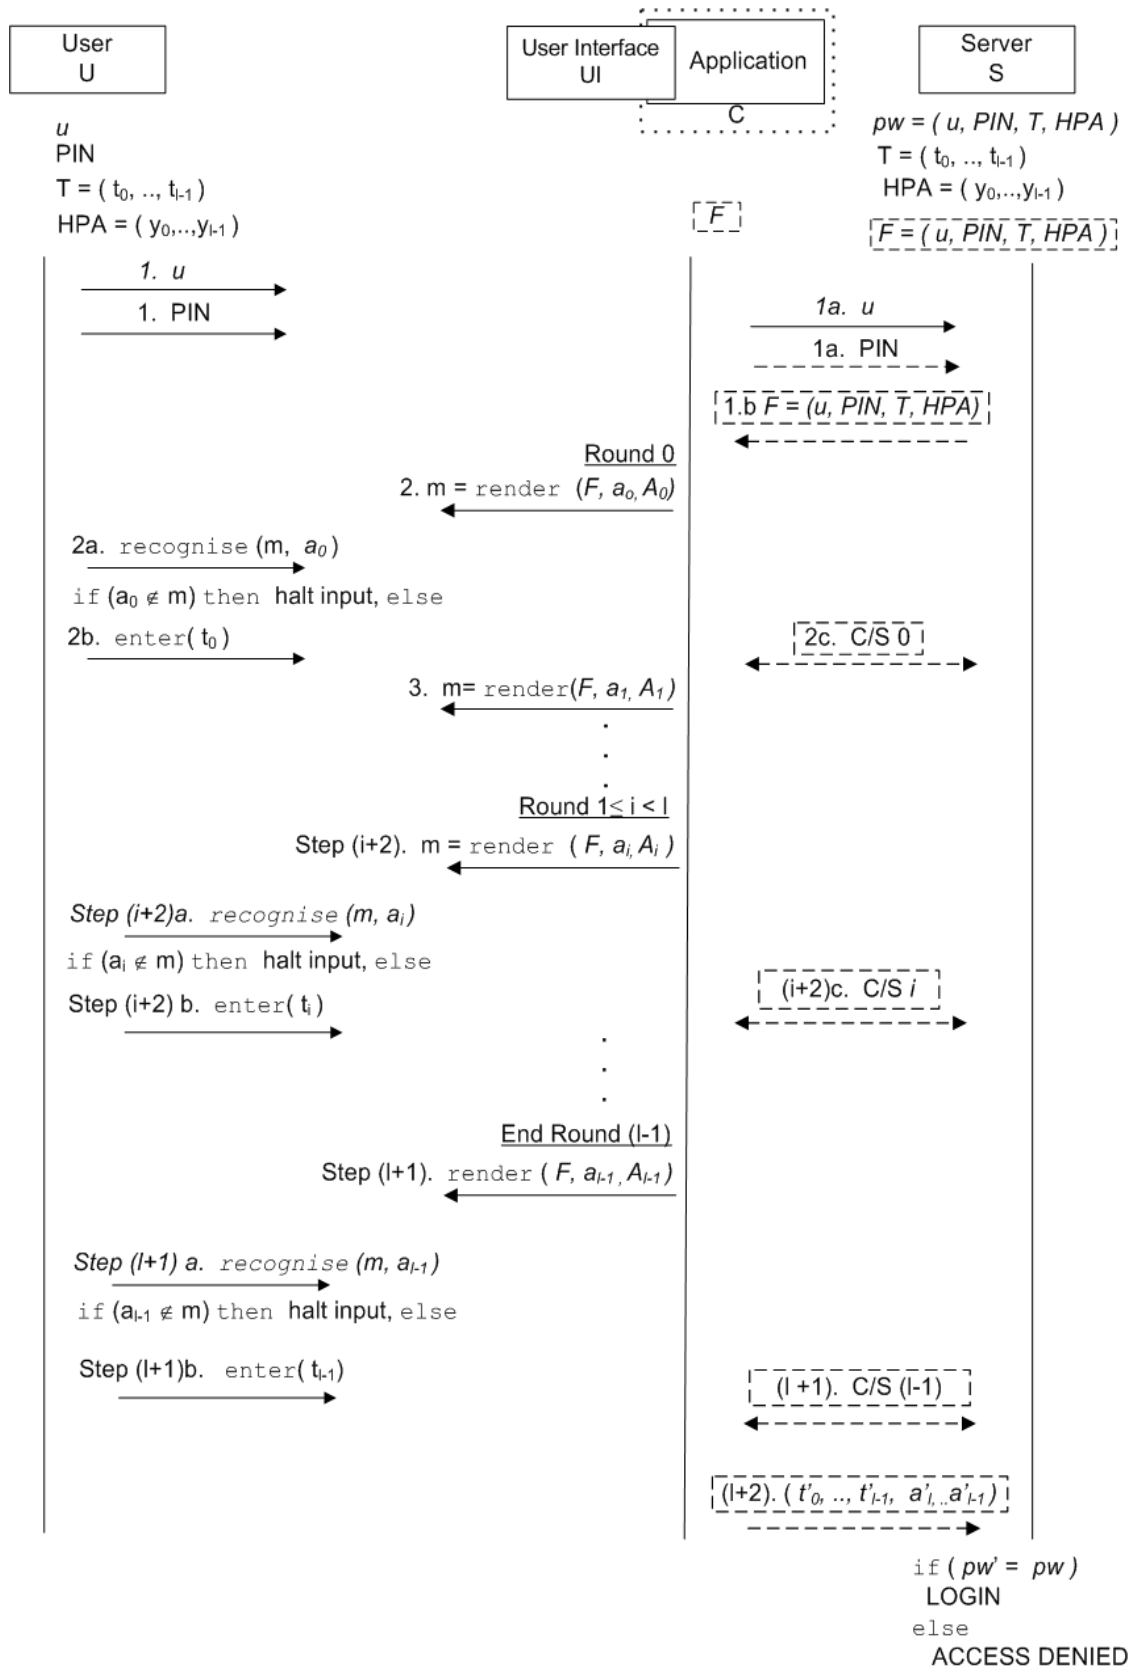 User
U
User Interface
UI
Application
C
Server
S
u
PIN
T = ( t0, .., tl-1 )
HPA = ( y0,..,yl-1 )
pw = ( u, PIN, T, HPA )
T = ( t0, .., tl-1 )
HPA = ( y0,..,yl-1 )
F
F = ( u, PIN, T, HPA )
1. u
1. PIN
1a. u
1a. PIN
1.b F = (u, PIN, T, HPA)
Round 0
2. m = render (F, ao, A0)
2a. recognise (m, a0 )
if (a0 ∉ m) then halt input, else
2b. enter( t0 )
2c. C/S 0
3. m= render(F, a1, A1)
.
.
.
Round 1≤ i < l
Step (i+2). m = render ( F, ai, Ai )
Step (i+2)a. recognise (m, ai )
if (ai ∉ m) then halt input, else
Step (i+2) b. enter( ti )
(i+2)c. C/S i
.
.
.
End Round (l-1)
Step (l+1). render ( F, al-1 , Al-1 )
Step (l+1) a. recognise (m, al-1 )
if (al-1 ∉ m) then halt input, else
Step (l+1)b. enter( tl-1)
(l +1). C/S (l-1)
(l+2). ( t'0, .., t'l-1, a'l, ..a'l-1 )
if ( pw' = pw )
LOGIN
else
ACCESS DENIED